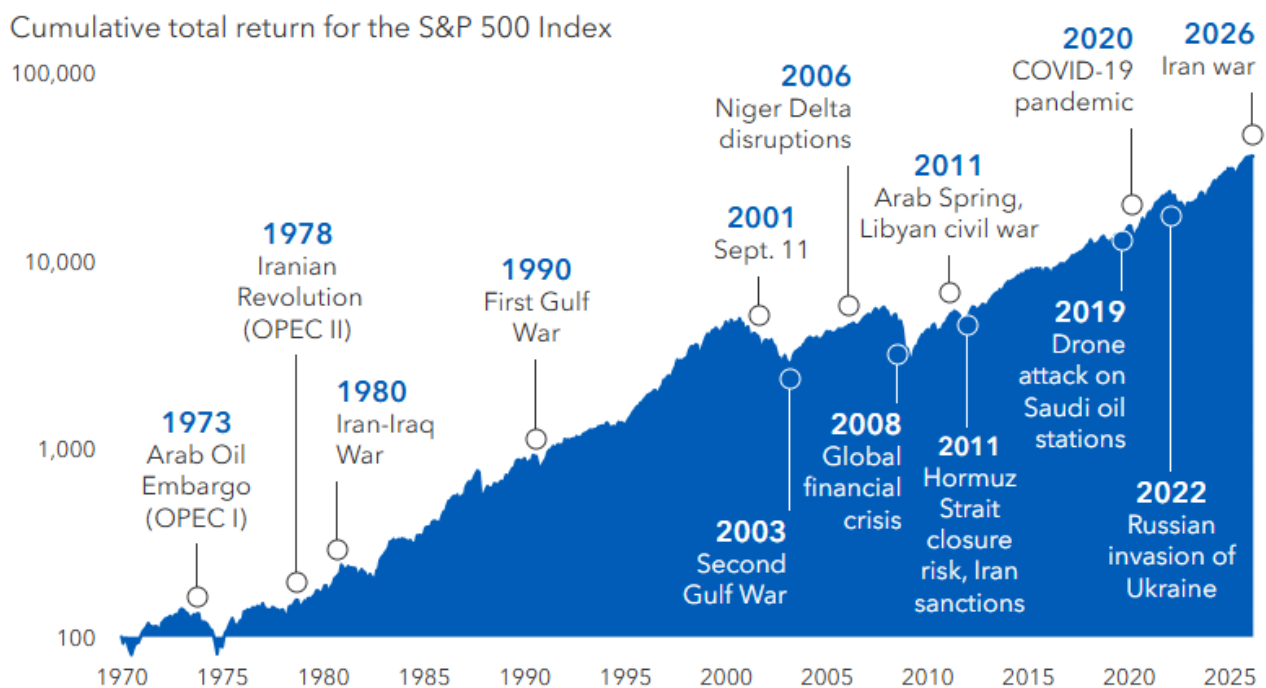 Cumulative total return for the S&P 500 Index
100,000
10,000
1,000
100
1973
Arab Oil
Embargo
(OPEC I)
1978
Iranian
Revolution
(OPEC II)
1980
Iran-Iraq
War
1990
First Gulf
War
2001
Sept. 11
2003
Second
Gulf War
2006
Niger Delta
disruptions
2008
Global
financial
crisis
2011
Arab Spring,
Libyan civil war
2011
Hormuz
Strait
closure
risk, Iran
sanctions
2019
Drone
attack on
Saudi oil
stations
2020
COVID-19
pandemic
2022
Russian
invasion of
Ukraine
2026
Iran war
1970 1975 1980 1985 1990 1995 2000 2005 2010 2015 2020 2025